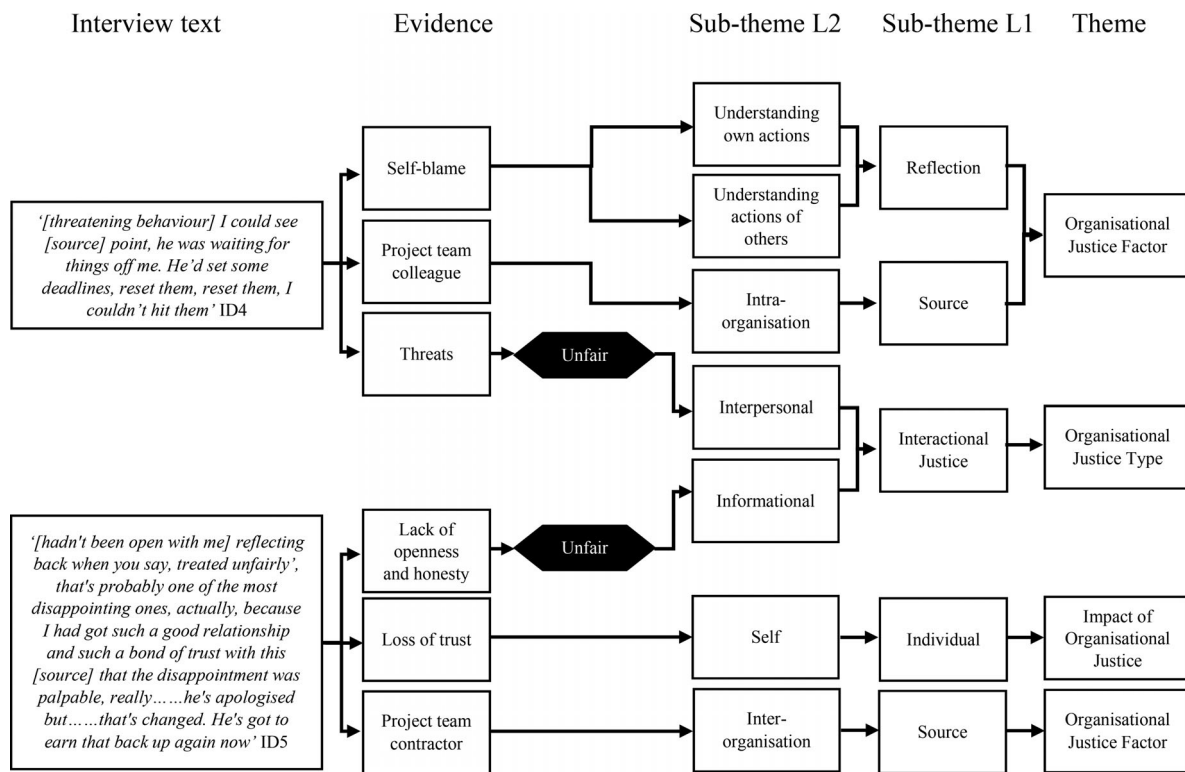 Interview text
Evidence
Sub-theme L2
Sub-theme L1
Theme
'[threatening behaviour] I could see
[source] point, he was waiting for
things off me. He'd set some
deadlines, reset them, reset them, I
couldn't hit them' ID4
Self-blame
Project team
colleague
Threats
Unfair
Understanding
own actions
Understanding
actions of
others
Intra-
organisation
Interpersonal
Informational
Reflection
Source
Interactional
Justice
Organisational
Justice Factor
Organisational
Justice Type
'[hadn't been open with me] reflecting
back when you say, treated unfairly',
that's probably one of the most
disappointing ones, actually, because
I had got such a good relationship
and such a bond of trust with this
[source] that the disappointment was
palpable, really……he's apologised
but……that's changed. He's got to
earn that back up again now' ID5
Lack of
openness
and honesty
Unfair
Loss of trust
Self
Individual
Impact of
Organisational
Justice
Project team
contractor
Inter-
organisation
Source
Organisational
Justice Factor